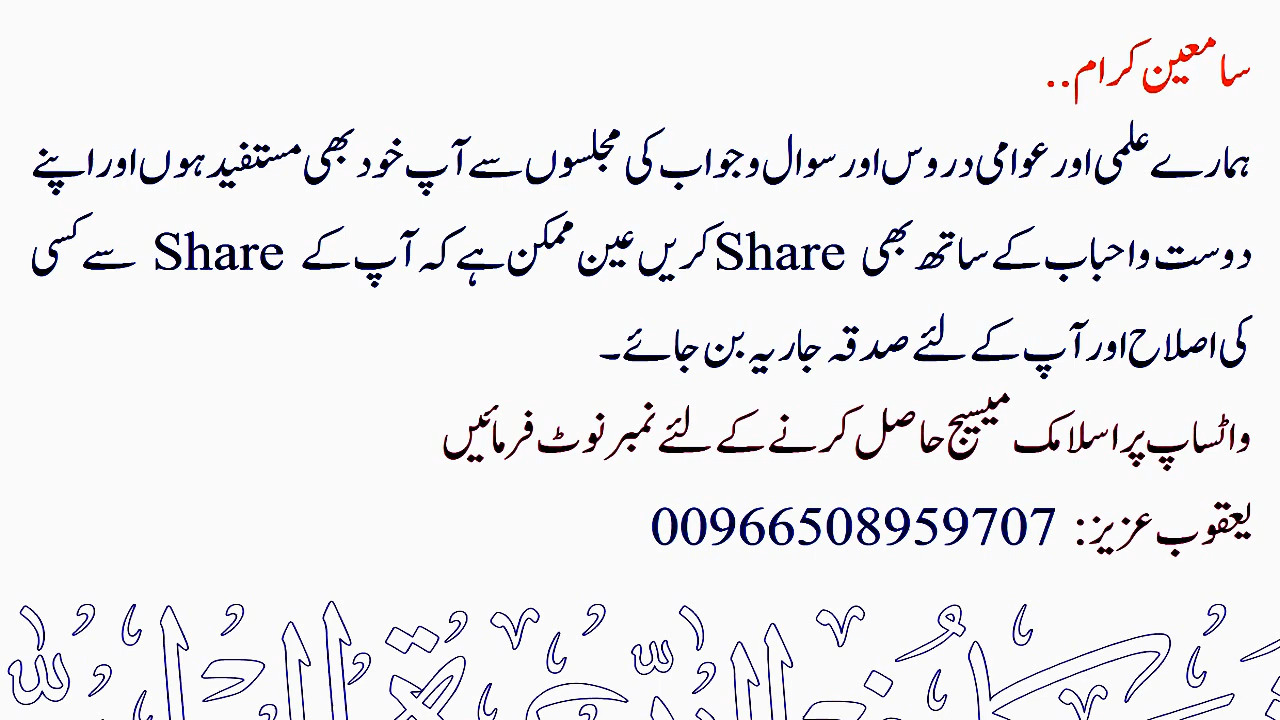 سامعین کرام..
ہمارے علمی اور عوامی دروس اور سوال و جواب کی مجلسوں سے آپ خود بھی مستفید ہوں اور اپنے
دوست واحباب کے ساتھ بھی Share کریں عین ممکن ہے کہ آپ کے Share سے کسی
کی اصلاح اور آپ کے لئے صدقہ جاریہ بن جائے۔
واٹساپ پر اسلامک میسیج حاصل کرنے کے لئے نمبر نوٹ فرمائیں
یعقوب عزیز: 00966508959707